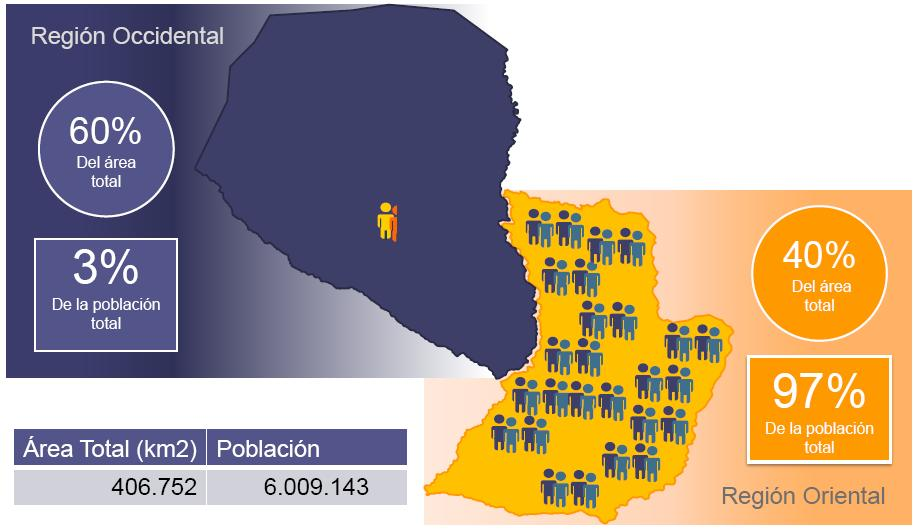 Región Occidental
60%
Del área
total
3%
De la población
total
40%
Del área
total
97%
De la población
total
Región Oriental
Área Total (km2) Población
406.752 6.009.143